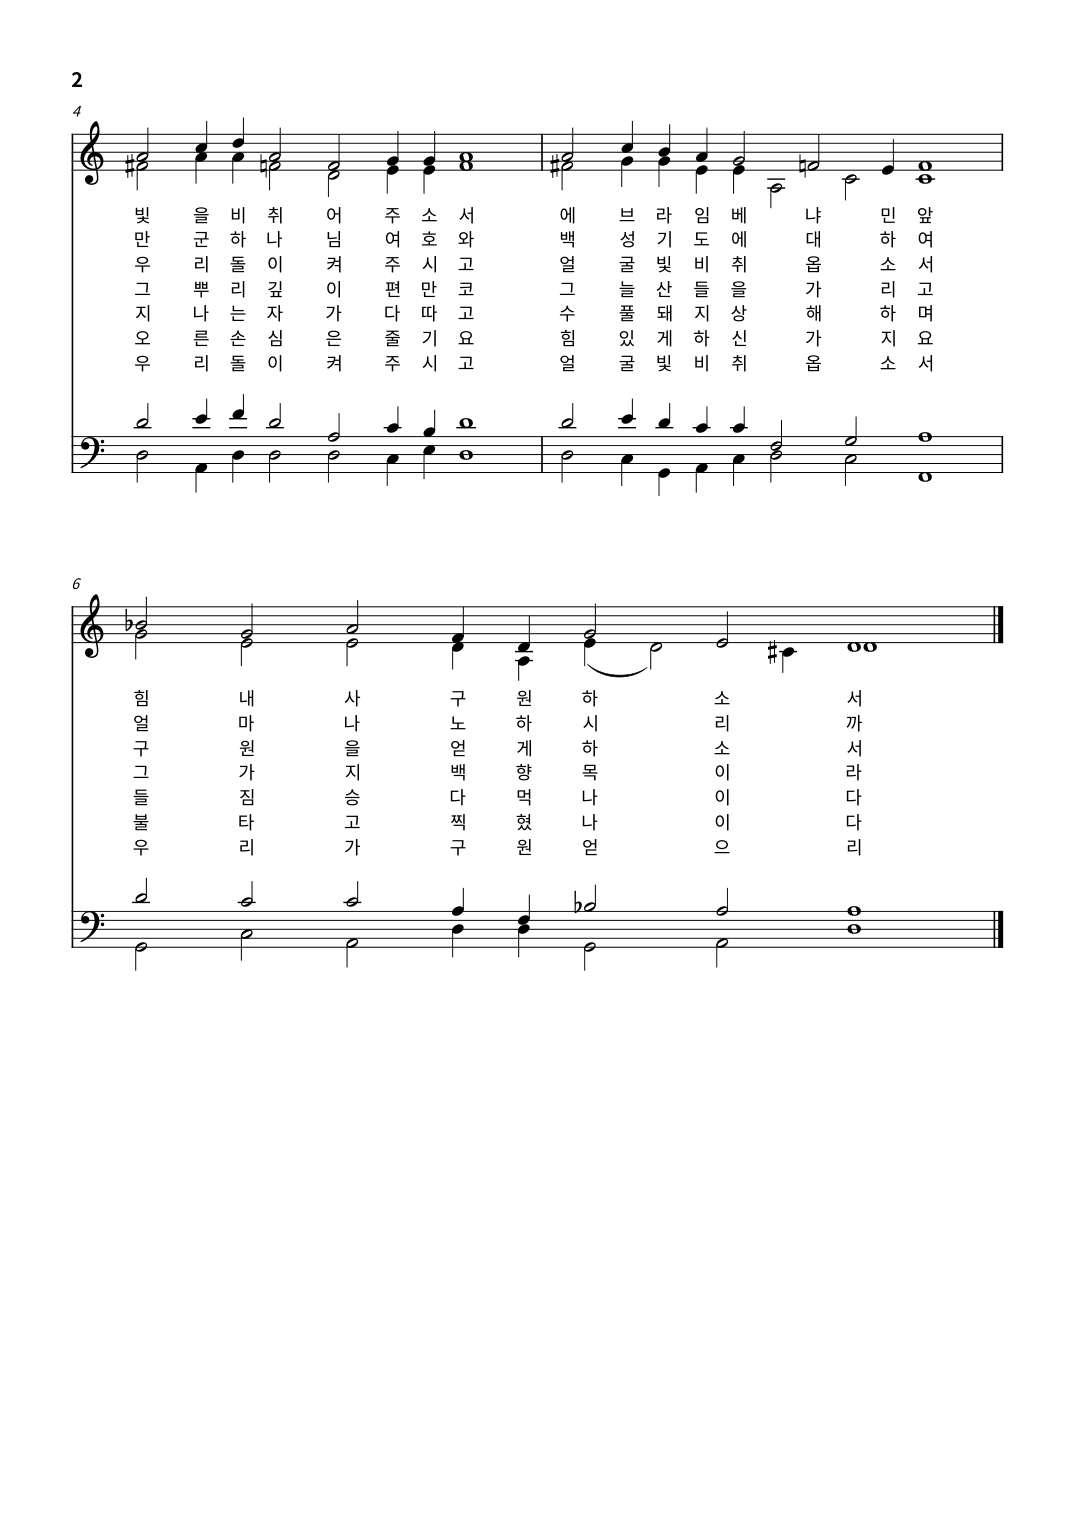 2
4
빛 을 비 취 어 주 소 서 에 브 라 임 베 냐 민 앞
만 군 하 나 님 여 호 와 백 성 기 도 에 대 하 여
우 리 돌 이 켜 주 시 고 얼 굴 빛 비 취 옵 소 서
그 뿌 리 깊 이 편 만 코 그 늘 산 들 을 가 리 고
지 나 는 자 가 다 따 고 수 풀 돼 지 상 해 하 며
오 른 손 심 은 줄 기 요 힘 있 게 하 신 가 지 요
우 리 돌 이 켜 주 시 고 얼 굴 빛 비 취 옵 소 서
6
힘 내 사 구 원 하 소 서
얼 마 나 노 하 시 리 까
구 원 을 얻 게 하 소 서
그 가 지 백 향 목 이 라
들 짐 승 다 먹 나 이 다
불 타 고 찍 혔 나 이 다
우 리 가 구 원 얻 으 리